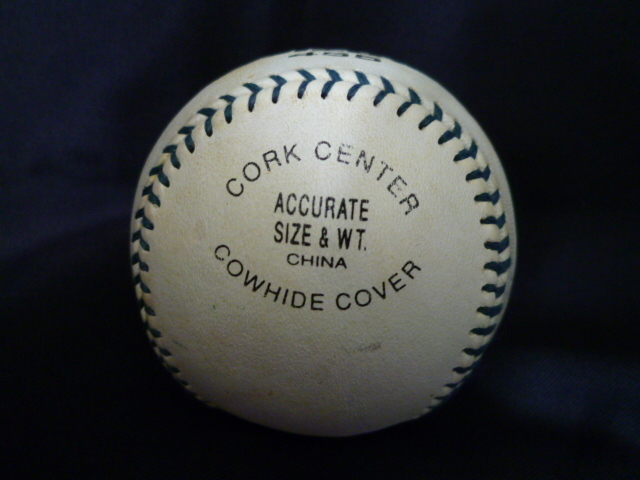 CORK CENTER
ACCURATE
SIZE & WT.
CHINA
COWHIDE COVER